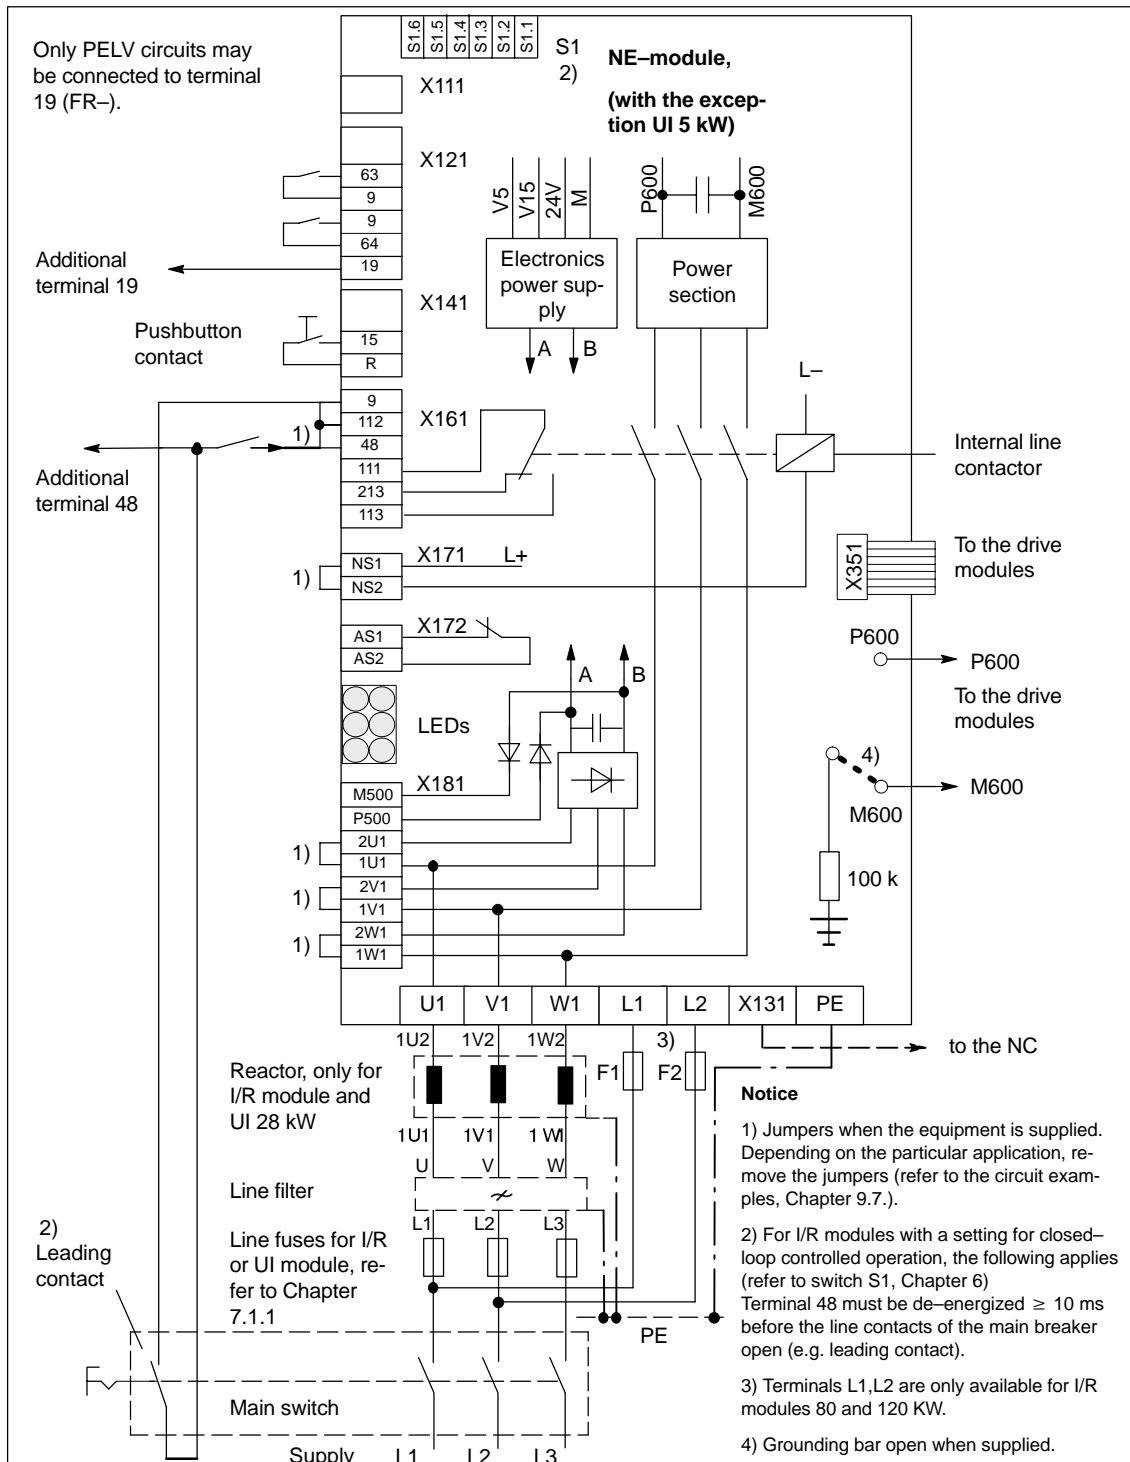 Only PELV circuits may
be connected to terminal
19 (FR–).
S1.6
S1.5
S1.4
S1.3
S1.2
S1.1
S1
2)
NE–module,
(with the excep-
tion UI 5 kW)
X111
X121
63
9
9
64
19
Additional
terminal 19
V5
V15
24V
M
P600
M600
Electronics
power sup-
ply
Power
section
A
B
X141
Pushbutton
contact
15
R
L–
9
112
48
111
213
113
X161
1)
Additional
terminal 48
Internal line
contactor
NS1
NS2
X171
L+
1)
X351
To the drive
modules
AS1
AS2
X172
P600
P600
To the drive
modules
A
B
LEDs
4)
M600
M600
X181
M500
P500
2U1
1U1
2V1
1V1
2W1
1W1
1)
1)
1)
100 k
U1
V1
W1
L1
L2
X131
PE
1U2
1V2
1W2
3)
F1
F2
to the NC
Reactor, only for
I/R module and
UI 28 kW
1U1
1V1
1W1
U
V
W
Line filter
L1
L2
L3
Line fuses for I/R
or UI module, re-
fer to Chapter
7.1.1
2)
Leading
contact
PE
Main switch
Supply
L1
L2
L3
Notice
1) Jumpers when the equipment is supplied.
Depending on the particular application, re-
move the jumpers (refer to the circuit exam-
ples, Chapter 9.7.).
2) For I/R modules with a setting for closed–
loop controlled operation, the following applies
(refer to switch S1, Chapter 6)
Terminal 48 must be de–energized ≥ 10 ms
before the line contacts of the main breaker
open (e.g. leading contact).
3) Terminals L1,L2 are only available for I/R
modules 80 and 120 KW.
4) Grounding bar open when supplied.